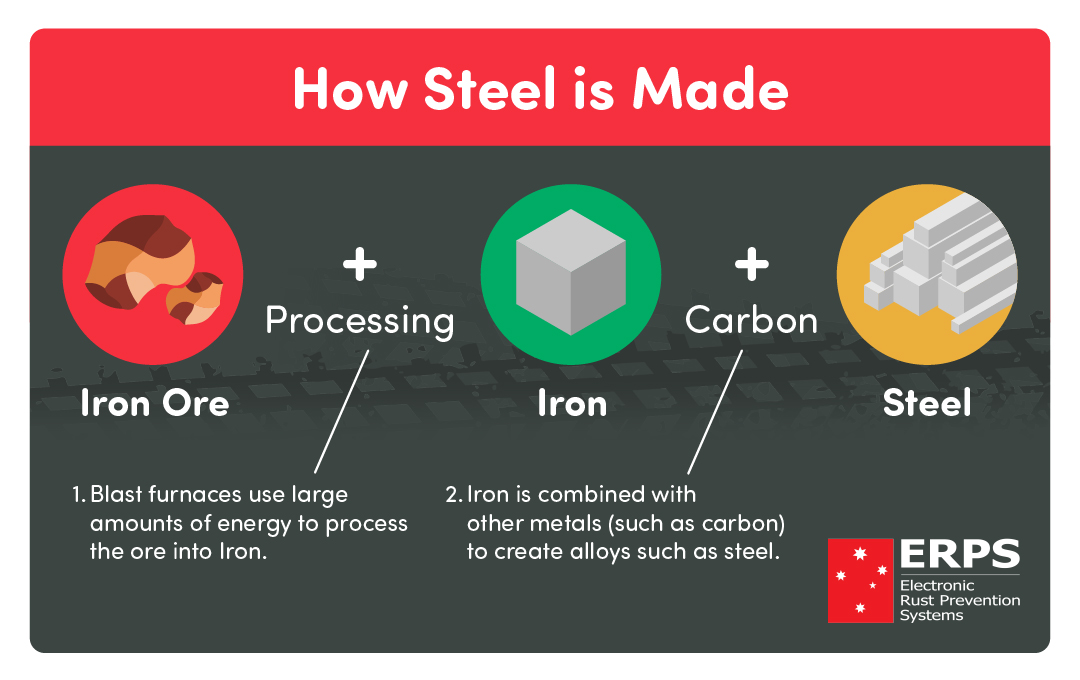 How Steel is Made
+
Processing
+
Carbon
Iron Ore
Iron
Steel
1. Blast furnaces use large
amounts of energy to process
the ore into Iron.
2. Iron is combined with
other metals (such as carbon)
to create alloys such as steel.
ERPS
Electronic
Rust Prevention
Systems